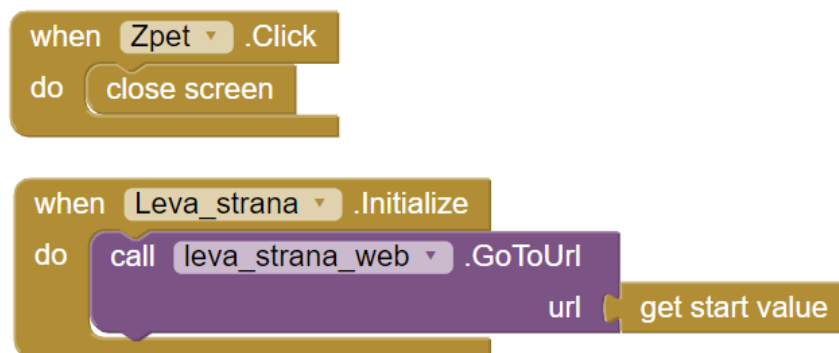 when Zpet .Click
do close screen
when Leva_strana .Initialize
do call leva_strana_web .GoToUrl
url get start value